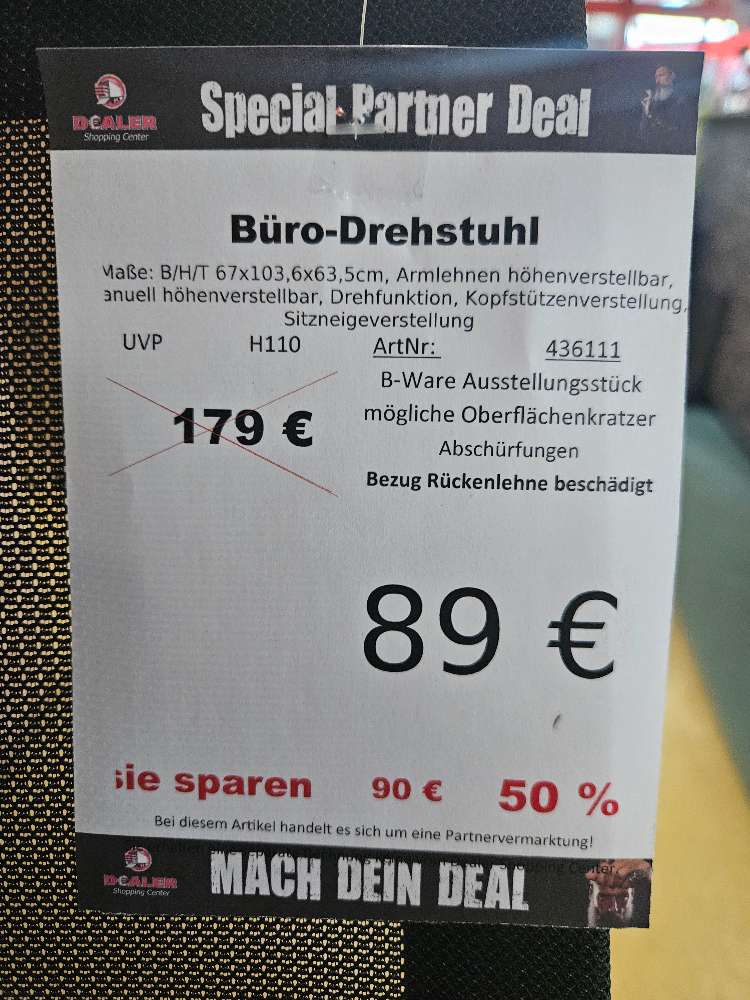 DEALER
Shopping Center
Special Partner Deal
Büro-Drehstuhl
Maße: B/H/T 67x103,6x63,5cm, Armlehnen höhenverstellbar,
anuell höhenverstellbar, Drehfunktion, Kopfstützenverstellung,
Sitzneigeverstellung
UVP H110 ArtNr: 436111
B-Ware Ausstellungsstück
179 € mögliche Oberflächenkratzer
Abschürfungen
Bezug Rückenlehne beschädigt
89 €
sie sparen 90 € 50 %
Bei diesem Artikel handelt es sich um eine Partnervermarktung!
DEALER
Shopping Center
MACH DEIN DEAL